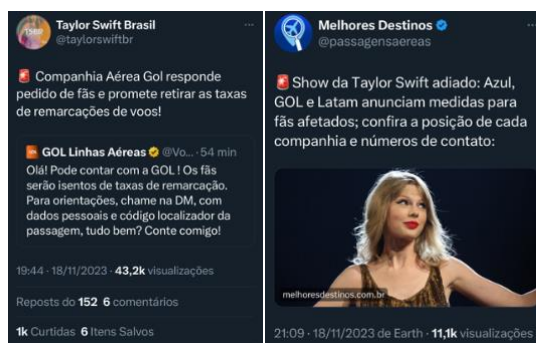 Taylor Swift Brasil
@taylorswiftbr
🚨 Companhia Aérea Gol responde
pedido de fãs e promete retirar as taxas
de remarcações de voos!
GOL Linhas Aéreas @Vo... · 54 min
Olá! Pode contar com a GOL ! Os fãs
serão isentos de taxas de remarcação.
Para orientações, chame na DM, com
dados pessoais e código localizador da
passagem, tudo bem? Conte comigo!
19:44 · 18/11/2023 · 43,2k visualizações
Reposts do 152 6 comentários
1k Curtidas 6 Itens Salvos
Melhores Destinos
@passagensaereas
🚨Show da Taylor Swift adiado: Azul,
GOL e Latam anunciam medidas para
fãs afetados; confira a posição de cada
companhia e números de contato:
melhoresdestinos.com.br
21:09 · 18/11/2023 de Earth · 11,1k visualizações